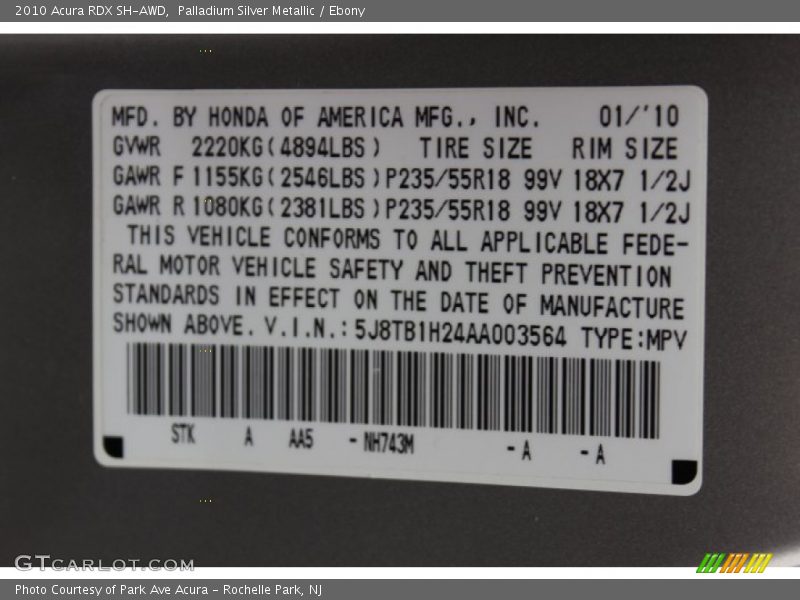 2010 Acura RDX SH-AWD,  Palladium Silver Metallic / Ebony
MFD. BY HONDA OF AMERICA MFG., INC. 01/'10
GVWR 2220KG(4894LBS) TIRE SIZE RIM SIZE
GAWR F 1155KG(2546LBS)P235/55R18 99V 18X7 1/2J
GAWR R 1080KG(2381LBS)P235/55R18 99V 18X7 1/2J
THIS VEHICLE CONFORMS TO ALL APPLICABLE FEDE-
RAL MOTOR VEHICLE SAFETY AND THEFT PREVENTION
STANDARDS IN EFFECT ON THE DATE OF MANUFACTURE
SHOWN ABOVE. V.I.N.: 5J8TB1H24AA003564 TYPE:MPV
STK A AA5 -NH743M -A -A
GTCARLOT.COM
Photo Courtesy of Park Ave Acura - Rochelle Park, NJ